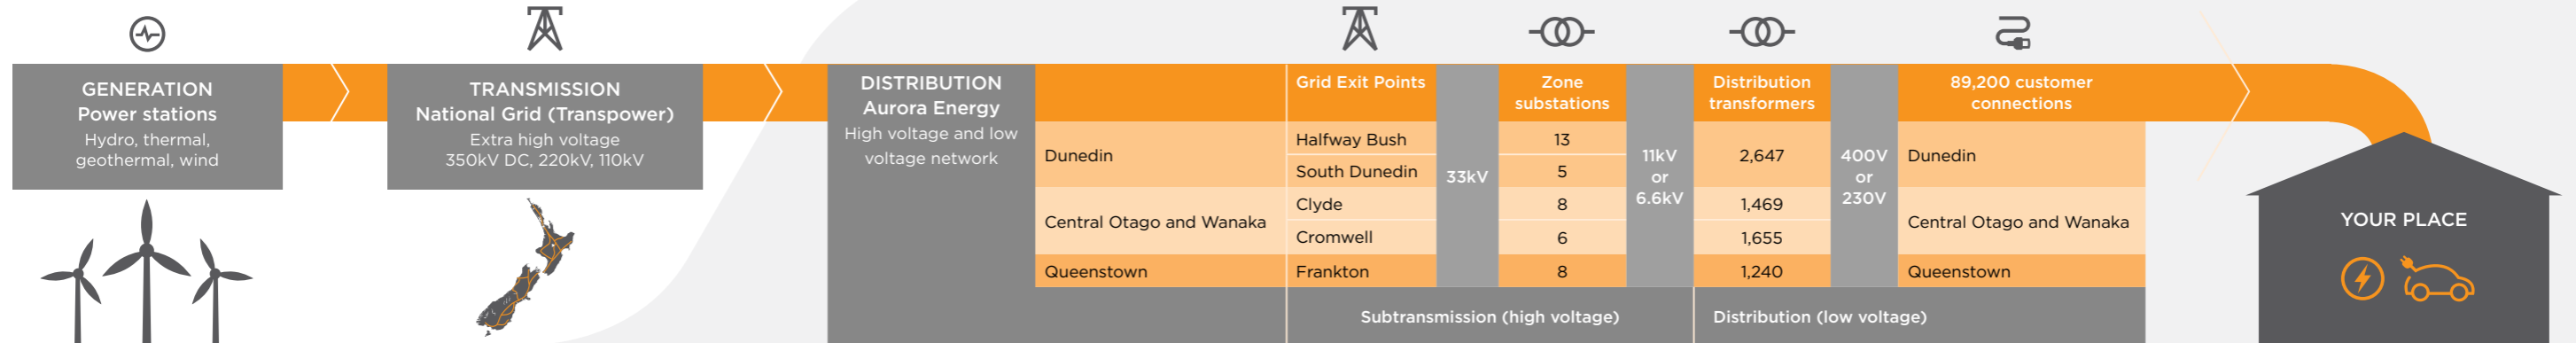 GENERATION
Power stations
Hydro, thermal,
geothermal, wind
TRANSMISSION
National Grid (Transpower)
Extra high voltage
350kV DC, 220kV, 110kV
DISTRIBUTION
Aurora Energy
High voltage and low
voltage network
Grid Exit Points
Zone
substations
Distribution
transformers
89,200 customer
connections
Dunedin
Halfway Bush
13
2,647
Dunedin
South Dunedin
5
33kV
11kV
or
6.6kV
400V
or
230V
Central Otago and Wanaka
Clyde
8
1,469
Central Otago and Wanaka
Cromwell
6
1,655
Queenstown
Frankton
8
1,240
Queenstown
Subtransmission (high voltage)
Distribution (low voltage)
YOUR PLACE